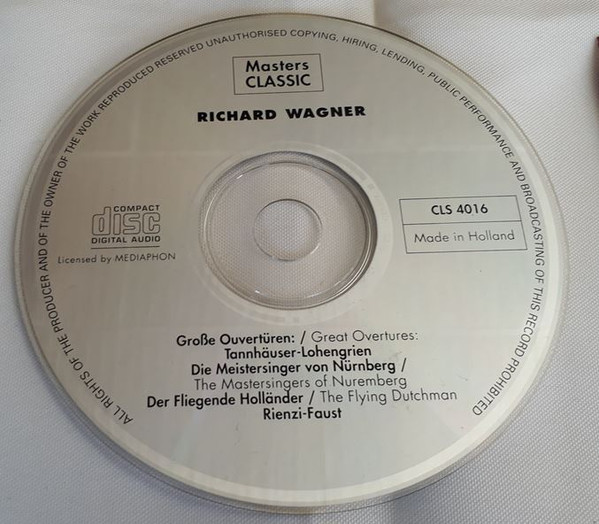 ALL RIGHTS OF THE PRODUCER AND OF THE OWNER OF THE WORK REPRODUCED RESERVED UNAUTHORISED COPYING, HIRING, LENDING, PUBLIC PERFORMANCE AND BROADCASTING OF THIS RECORD PROHIBITED
Masters
CLASSIC
RICHARD WAGNER
COMPACT
disc
DIGITAL AUDIO
Licensed by MEDIAPHON
CLS 4016
Made in Holland
Große Ouvertüren: / Great Overtures:
Tannhäuser-Lohengrien
Die Meistersinger von Nürnberg /
The Mastersingers of Nuremberg
Der Fliegende Holländer / The Flying Dutchman
Rienzi-Faust